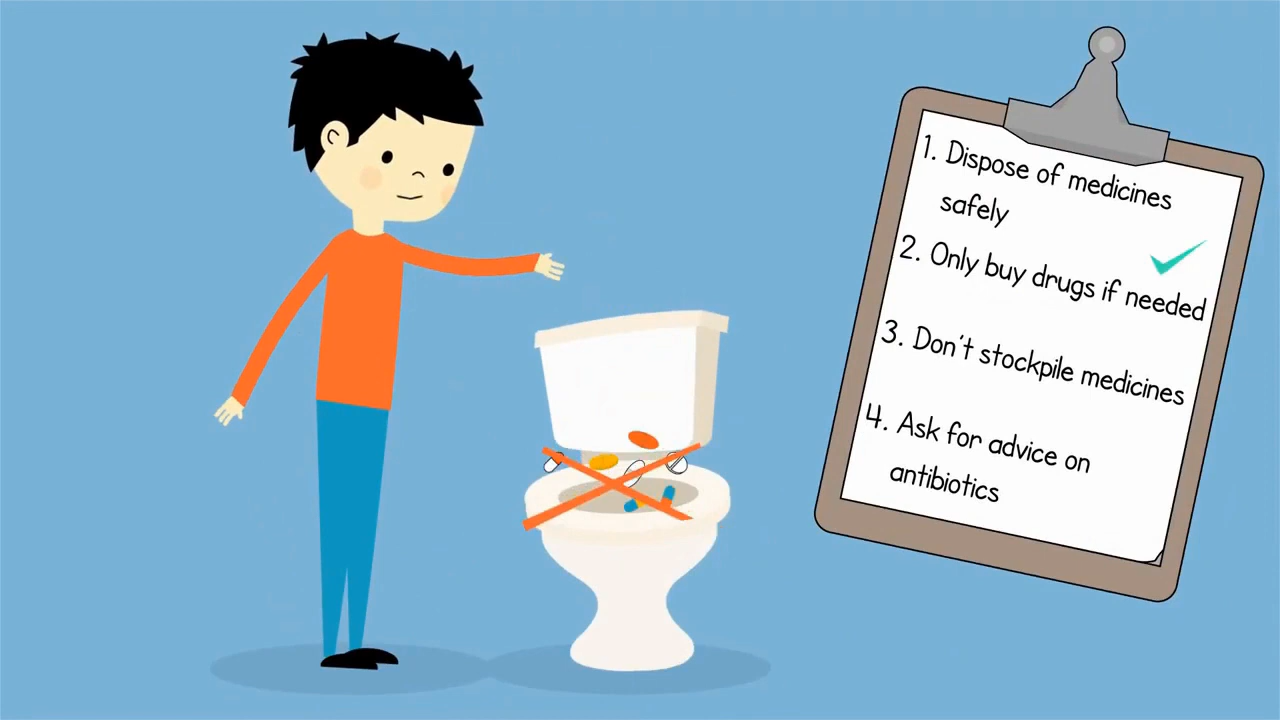 1. Dispose of medicines
safely
2. Only buy drugs if needed
3. Don't stockpile medicines
4. Ask for advice on
antibiotics